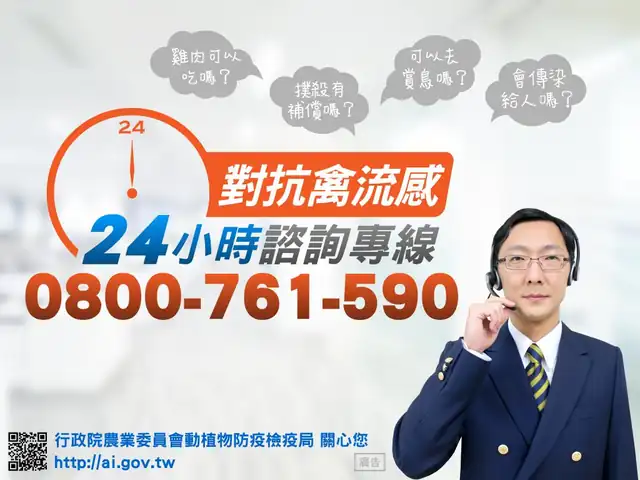 雞肉可以
吃嗎？
撲殺有
補償嗎？
可以去
賞鳥嗎？
會傳染
給人嗎？
24
對抗禽流感
24小時諮詢專線
0800-761-590
行政院農業委員會動植物防疫檢疫局 關心您
http://ai.gov.tw
廣告